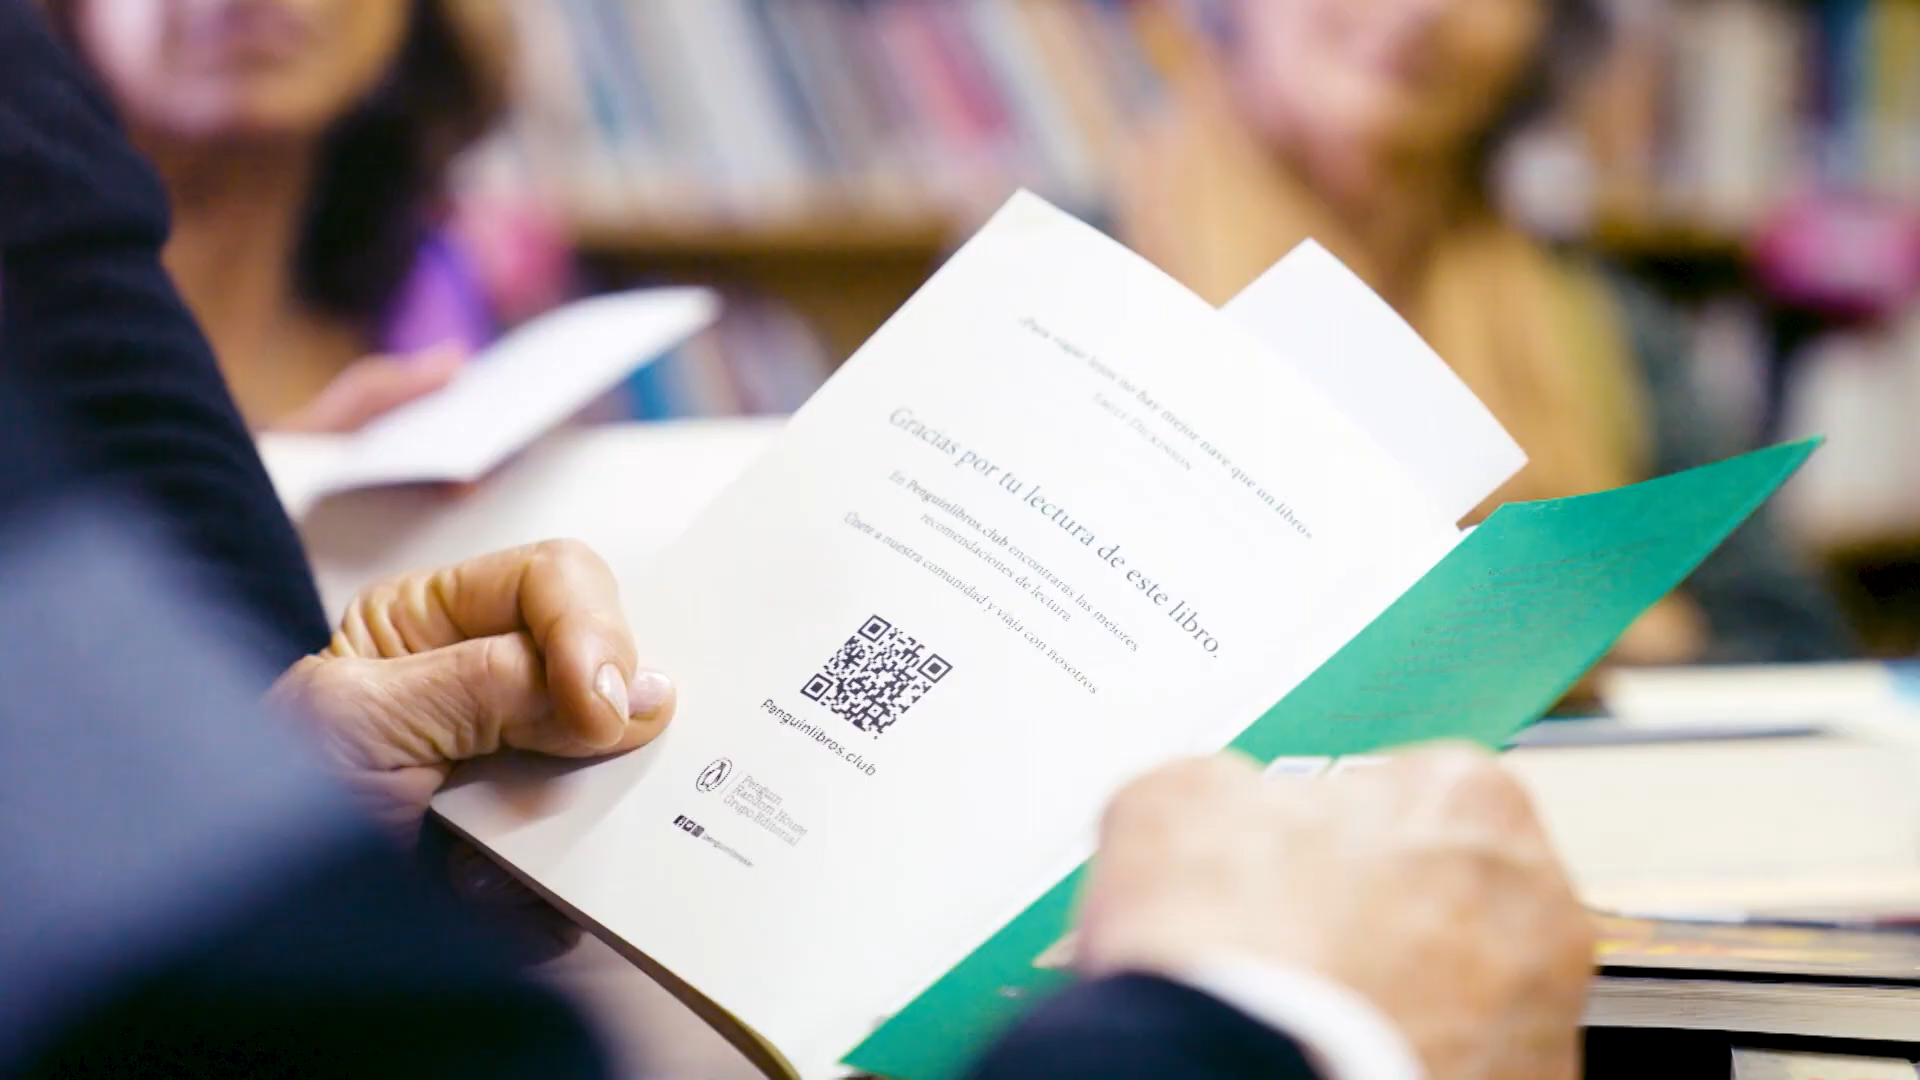 «Para viajar lejos no hay mejor nave que un libro».
EMILY DICKINSON
Gracias por tu lectura de este libro.
En Penguinlibros.club encontrarás las mejores
recomendaciones de lectura.
Únete a nuestra comunidad y viaja con nosotros
Penguinlibros.club
Penguin
Random House
Grupo Editorial